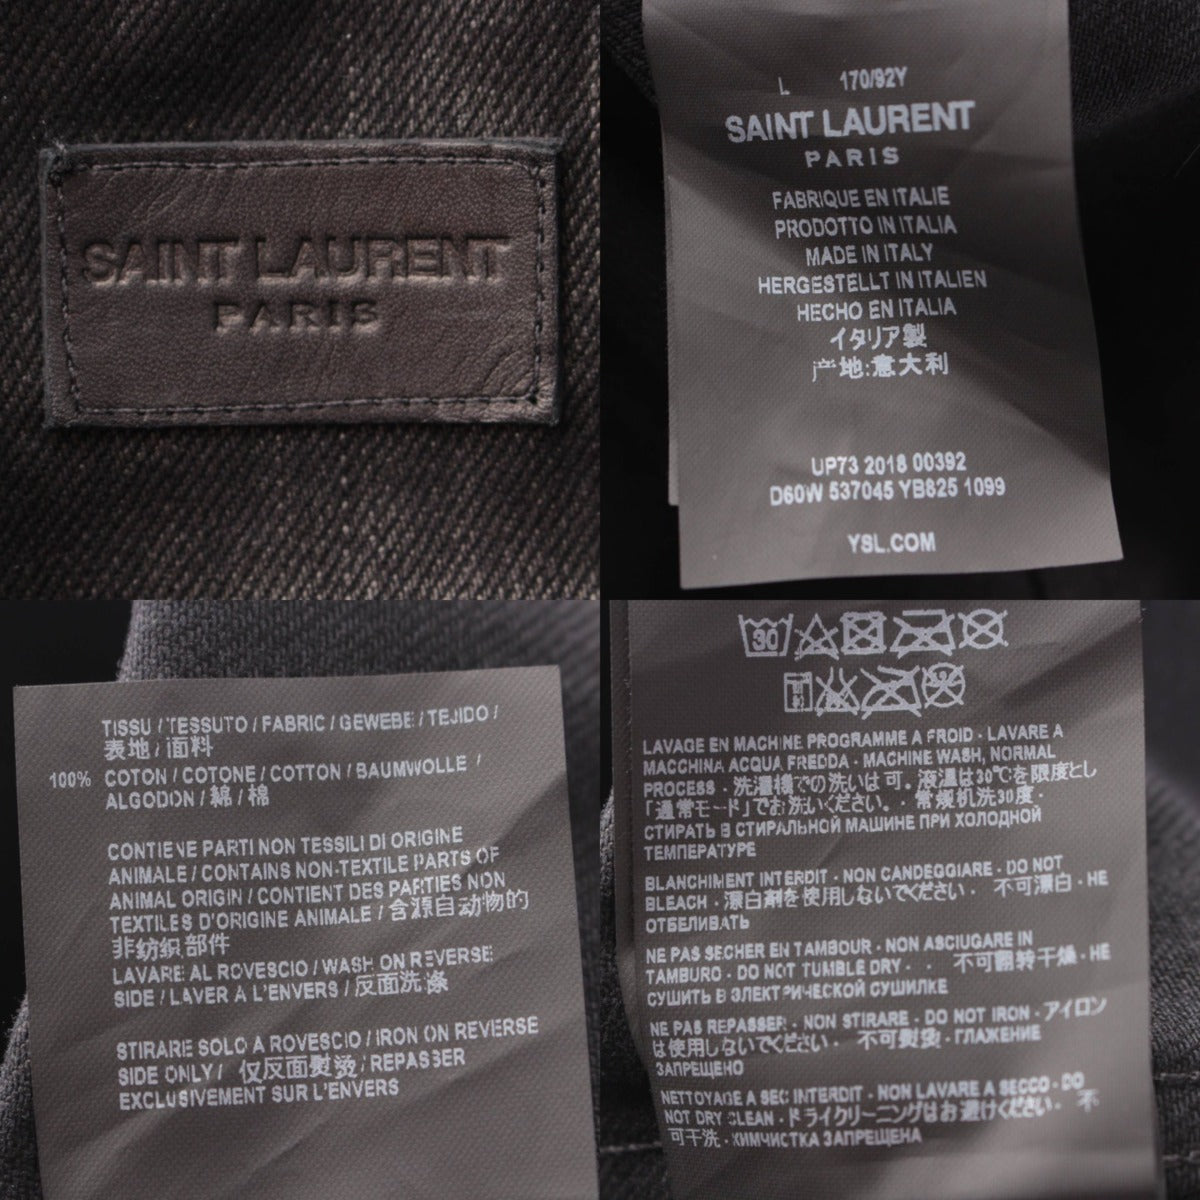 SAINT LAURENT
PARIS
L 170/92Y
SAINT LAURENT
PARIS
FABRIQUE EN ITALIE
PRODOTTO IN ITALIA
MADE IN ITALY
HERGESTELLT IN ITALIEN
HECHO EN ITALIA
イタリア製
产地:意大利
UP73 2018 00392
D60W 537045 YB825 1099
YSL.COM
TISSU / TESSUTO / FABRIC / GEWEBE / TEJIDO /
表地 / 面料
100% COTON / COTONE / COTTON / BAUMWOLLE /
ALGODON / 綿 / 棉
CONTIENE PARTI NON TESSILI DI ORIGINE
ANIMALE / CONTAINS NON-TEXTILE PARTS OF
ANIMAL ORIGIN / CONTIENT DES PARTIES NON
TEXTILES D'ORIGINE ANIMALE / 含源自动物的
非纺织部件
LAVARE AL ROVESCIO / WASH ON REVERSE
SIDE / LAVER A L'ENVERS / 反面洗涤
STIRARE SOLO A ROVESCIO / IRON ON REVERSE
SIDE ONLY / 仅反面熨烫 / REPASSER
EXCLUSIVEMENT SUR L'ENVERS
30
LAVAGE EN MACHINE PROGRAMME A FROID - LAVARE A
MACCHINA ACQUA FREDDA - MACHINE WASH, NORMAL
PROCESS - 洗濯機での洗いは可。液温は30℃を限度とし
「通常モード」でお洗いください。 - 常规机洗30度 -
СТИРАТЬ В СТИРАЛЬНОЙ МАШИНЕ ПРИ ХОЛОДНОЙ
ТЕМПЕРАТУРЕ
BLANCHIMENT INTERDIT - NON CANDEGGIARE - DO NOT
BLEACH - 漂白剤を使用しないでください - 不可漂白 - НЕ
ОТБЕЛИВАТЬ
NE PAS SECHER EN TAMBOUR - NON ASCIUGARE IN
TAMBURO - DO NOT TUMBLE DRY - - 不可翻转干燥 - НЕ
СУШИТЬ В ЭЛЕКТРИЧЕСКОЙ СУШИЛКЕ
NE PAS REPASSER - NON STIRARE - DO NOT IRON - アイロン
は使用しないでください - 不可熨烫 - ГЛАЖЕНИЕ
ЗАПРЕЩЕНО
NETTOYAGE A SEC INTERDIT - NON LAVARE A SECCO - DO
NOT DRY CLEAN - ドライクリーニングはお避けください - 不
可干洗 - ХИМЧИСТКА ЗАПРЕЩЕНА